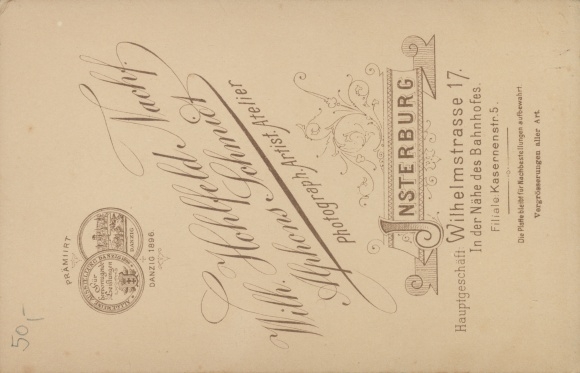 50,-
PRÄMIIRT
DANZIG 1896
Wilh. Hohlfeld Nachf.
Alphons Schmidt
Photograph. Artist. Atelier
INSTERBURG
Hauptgeschäft Wilhelmstrasse 17.
In der Nähe des Bahnhofes.
Filiale Kasernenstr. 5.
Die Platte bleibt für Nachbestellungen aufbewahrt.
Vergrösserungen aller Art.